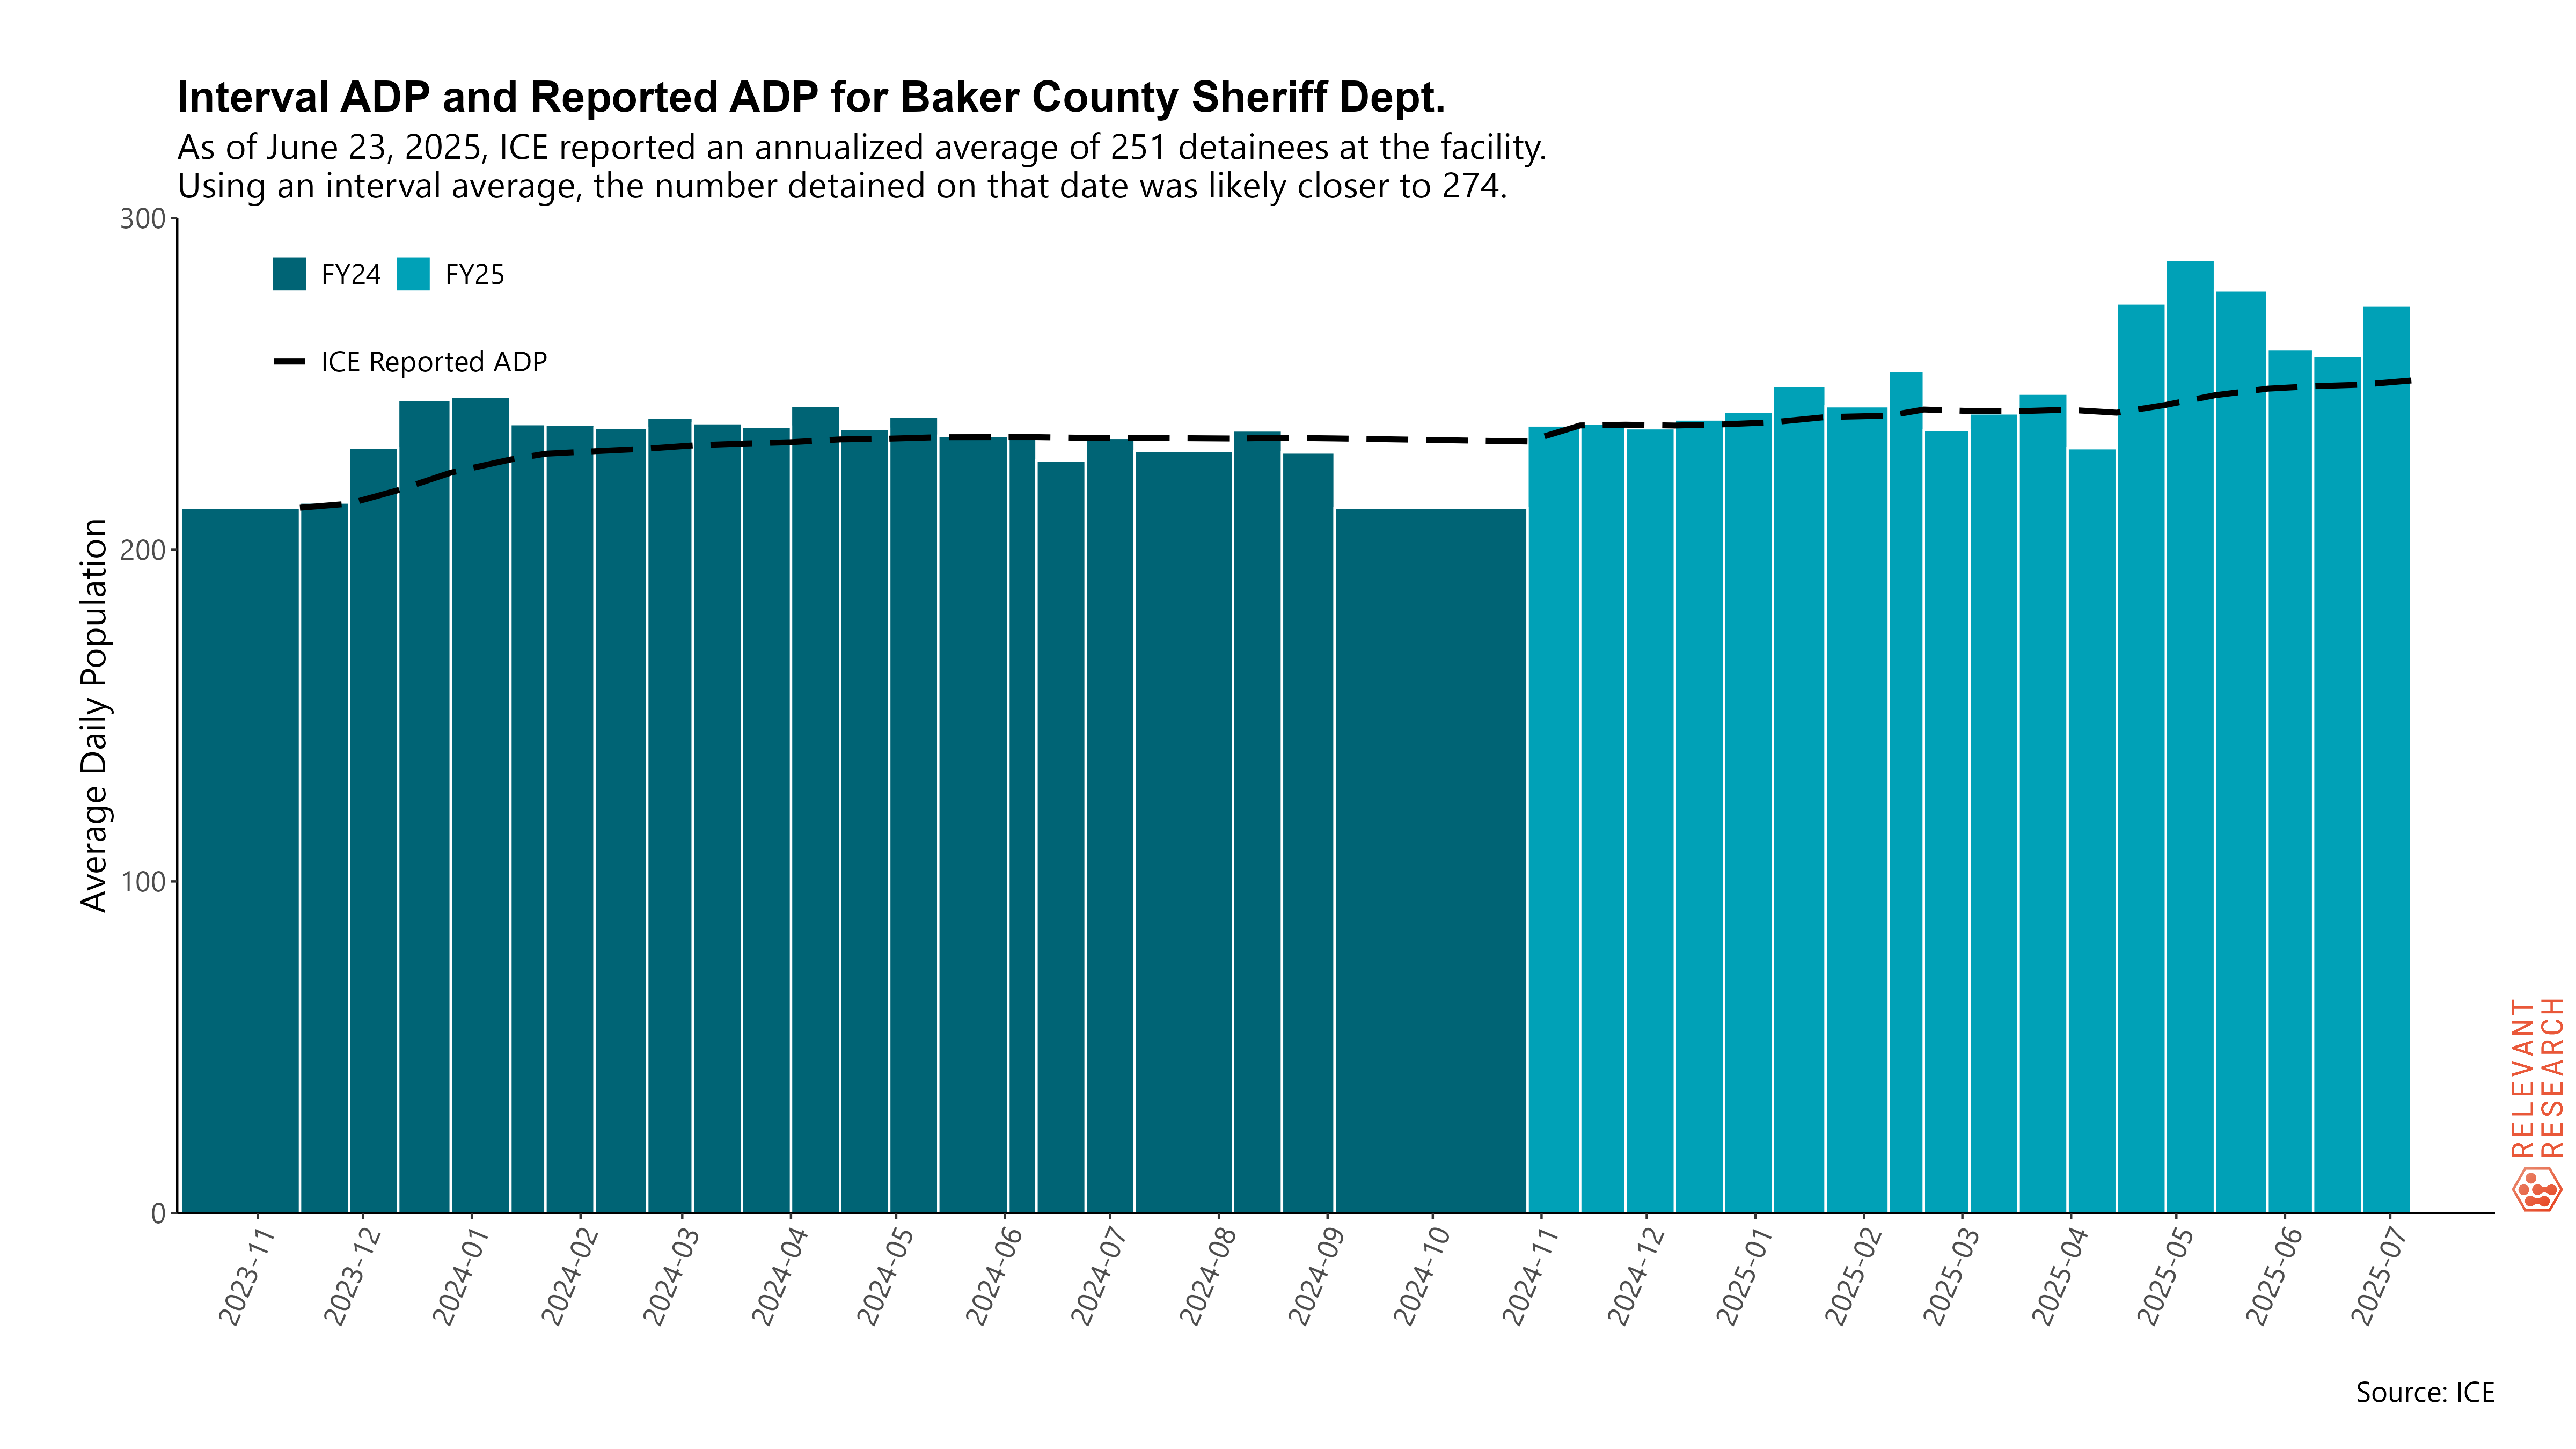 Interval ADP and Reported ADP for Baker County Sheriff Dept.
As of June 23, 2025, ICE reported an annualized average of 251 detainees at the facility.
Using an interval average, the number detained on that date was likely closer to 274.
300
FY24 FY25
ICE Reported ADP
Average Daily Population
200
100
0
2023-11 2023-12 2024-01 2024-02 2024-03 2024-04 2024-05 2024-06 2024-07 2024-08 2024-09 2024-10 2024-11 2024-12 2025-01 2025-02 2025-03 2025-04 2025-05 2025-06 2025-07
RELEVANT
RESEARCH
Source: ICE